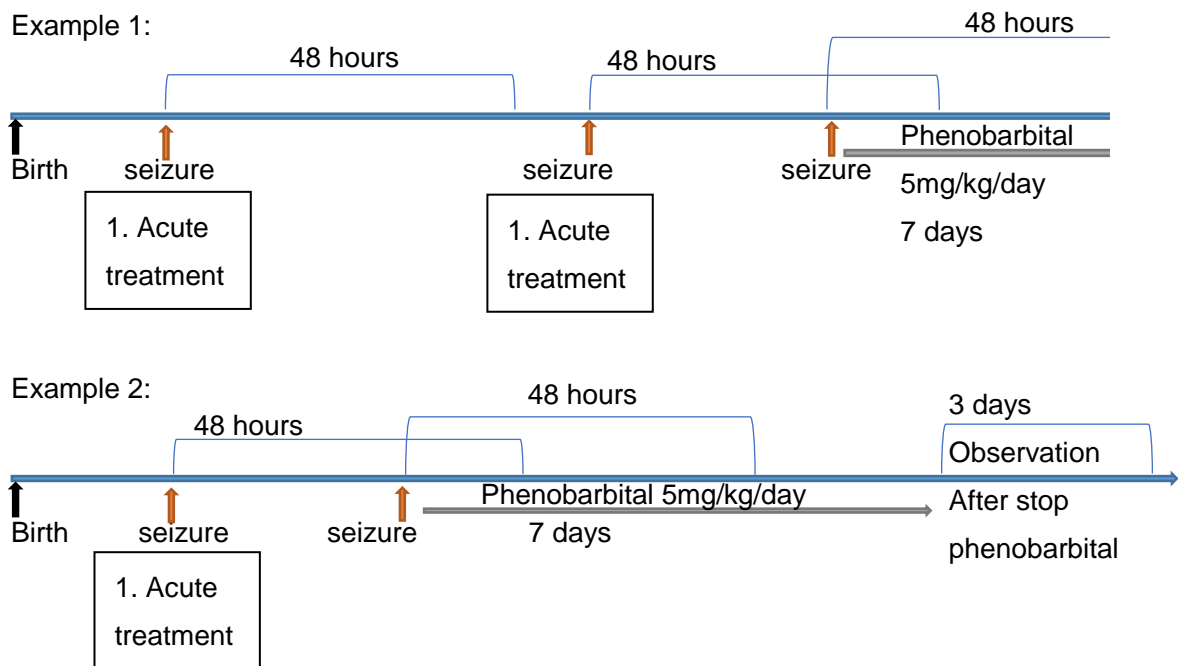 Example 1:
48 hours
48 hours
48 hours
Birth
seizure
seizure
seizure
Phenobarbital
5mg/kg/day
7 days
1. Acute
treatment
1. Acute
treatment
Example 2:
48 hours
48 hours
3 days
Observation
After stop
phenobarbital
Birth
seizure
seizure
Phenobarbital 5mg/kg/day
7 days
1. Acute
treatment